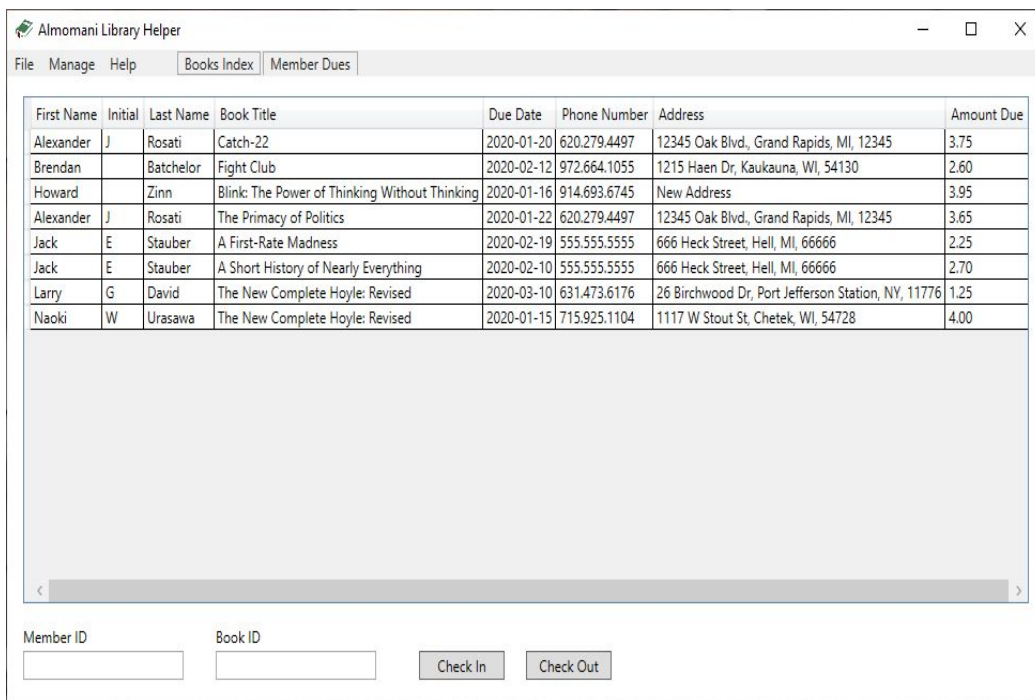 Almomani Library Helper
File Manage Help Books Index Member Dues
First Name Initial Last Name Book Title Due Date Phone Number Address Amount Due
Alexander J Rosati Catch-22 2020-01-20 620.279.4497 12345 Oak Blvd., Grand Rapids, MI, 12345 3.75
Brendan Batchelor Fight Club 2020-02-12 972.664.1055 1215 Haen Dr, Kaukauna, WI, 54130 2.60
Howard Zinn Blink: The Power of Thinking Without Thinking 2020-01-16 914.693.6745 New Address 3.95
Alexander J Rosati The Primacy of Politics 2020-01-22 620.279.4497 12345 Oak Blvd., Grand Rapids, MI, 12345 3.65
Jack E Stauber A First-Rate Madness 2020-02-19 555.555.5555 666 Heck Street, Hell, MI, 66666 2.25
Jack E Stauber A Short History of Nearly Everything 2020-02-10 555.555.5555 666 Heck Street, Hell, MI, 66666 2.70
Larry G David The New Complete Hoyle: Revised 2020-03-10 631.473.6176 26 Birchwood Dr, Port Jefferson Station, NY, 11776 1.25
Naoki W Urasawa The New Complete Hoyle: Revised 2020-01-15 715.925.1104 1117 W Stout St, Chetek, WI, 54728 4.00
Member ID Book ID
Check In Check Out